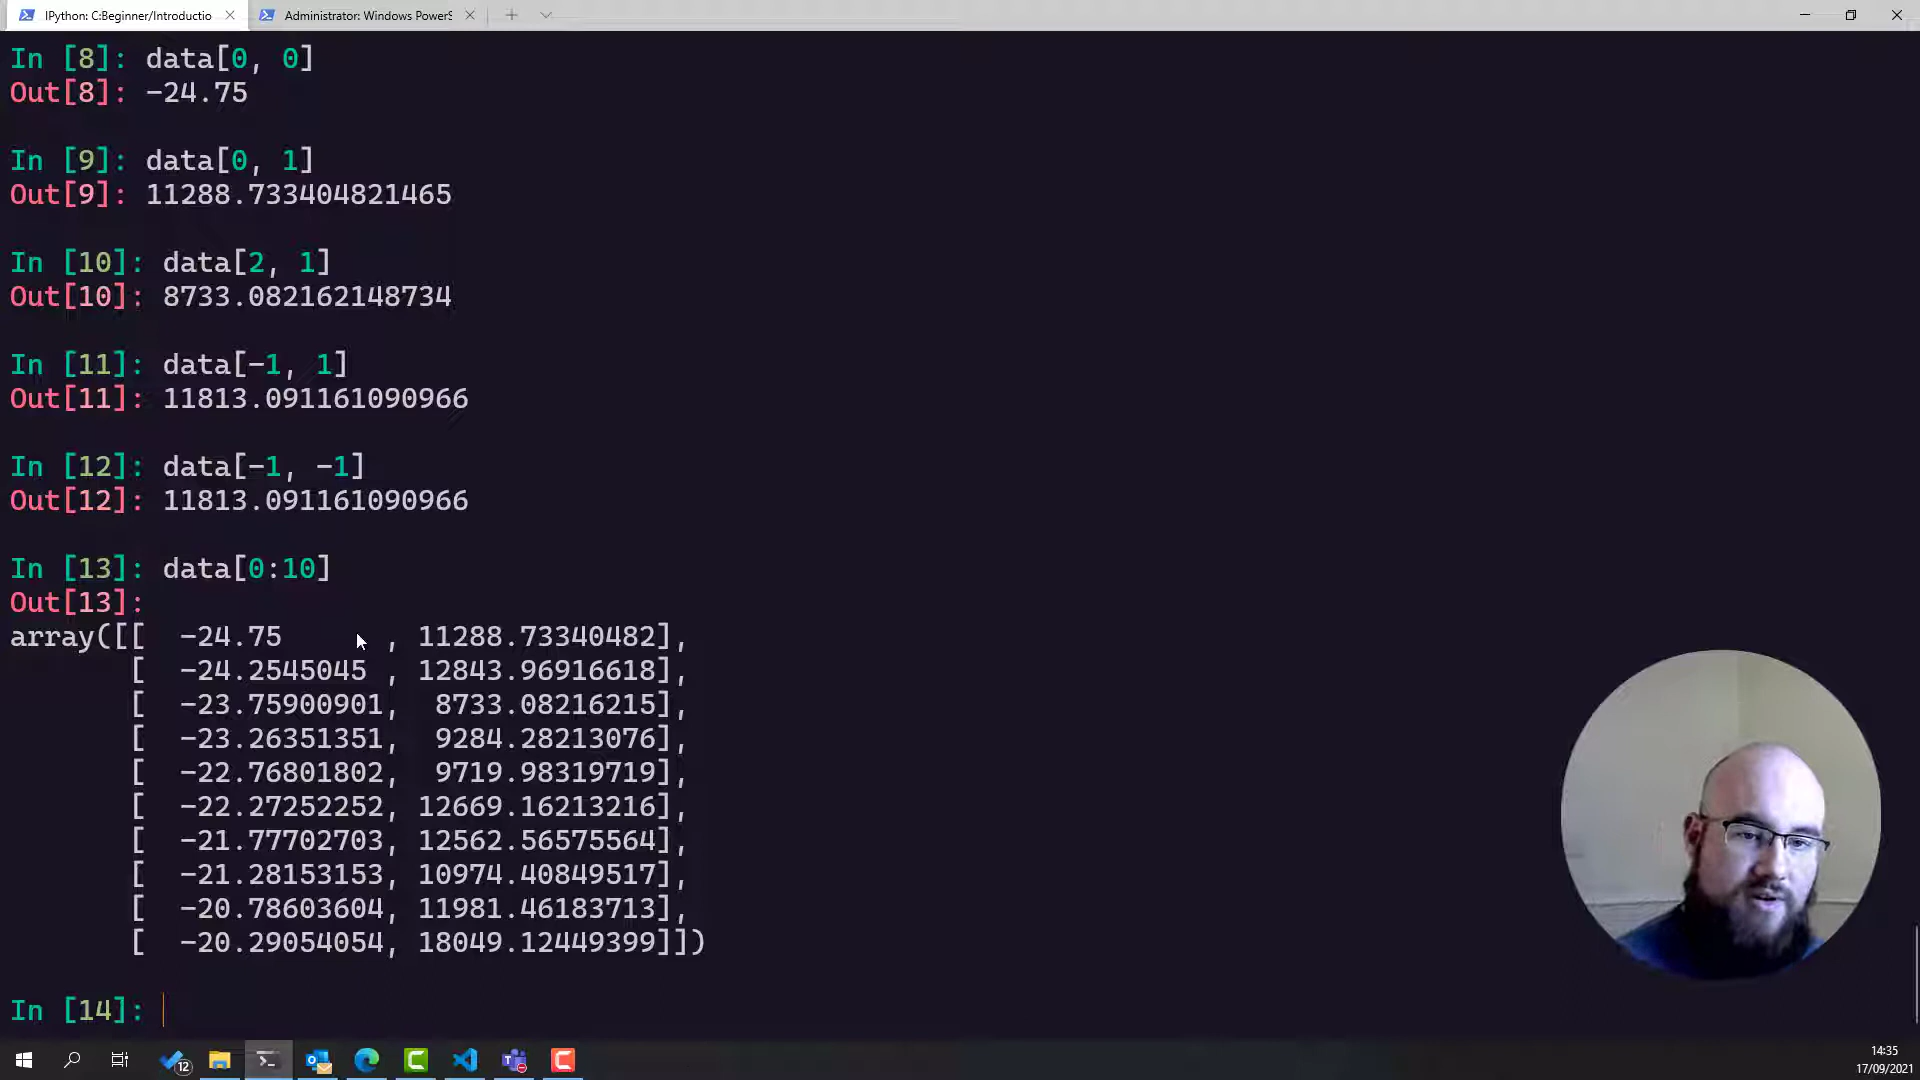 IPython: C:Beginner/Introductio
Administrator: Windows PowerS
In [8]: data[0, 0]
Out[8]: -24.75
In [9]: data[0, 1]
Out[9]: 11288.733404821465
In [10]: data[2, 1]
Out[10]: 8733.082162148734
In [11]: data[-1, 1]
Out[11]: 11813.091161090966
In [12]: data[-1, -1]
Out[12]: 11813.091161090966
In [13]: data[0:10]
Out[13]:
array([[ -24.75 , 11288.73340482],
[ -24.2545045 , 12843.96916618],
[ -23.75900901, 8733.08216215],
[ -23.26351351, 9284.28213076],
[ -22.76801802, 9719.98319719],
[ -22.27252252, 12669.16213216],
[ -21.77702703, 12562.56575564],
[ -21.28153153, 10974.40849517],
[ -20.78603604, 11981.46183713],
[ -20.29054054, 18049.12449399]])
In [14]:
12
14:35
17/09/2021